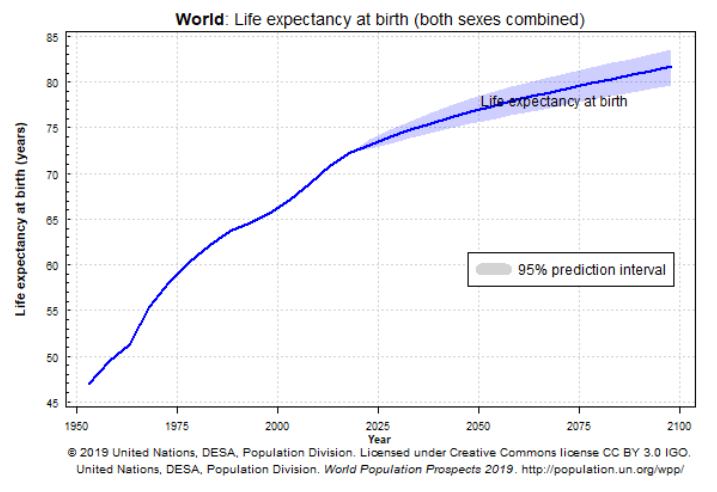 World: Life expectancy at birth (both sexes combined)
85
80
75
70
65
60
55
50
45
Life expectancy at birth (years)
Life expectancy at birth
95% prediction interval
1950 1975 2000 2025 2050 2075 2100
Year
© 2019 United Nations, DESA, Population Division. Licensed under Creative Commons license CC BY 3.0 IGO.
United Nations, DESA, Population Division. World Population Prospects 2019. http://population.un.org/wpp/